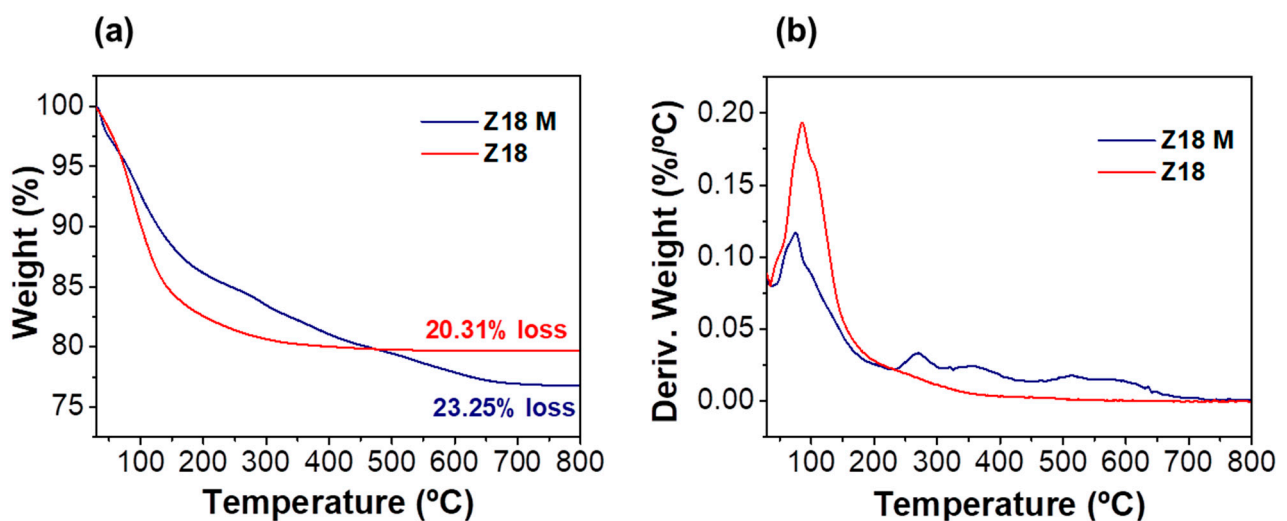 (a)
Weight (%)
100
95
90
85
80
75
Z18 M
Z18
20.31% loss
23.25% loss
100 200 300 400 500 600 700 800
Temperature (ºC)
(b)
Deriv. Weight (%/ºC)
0.20
0.15
0.10
0.05
0.00
Z18 M
Z18
100 200 300 400 500 600 700 800
Temperature (ºC)